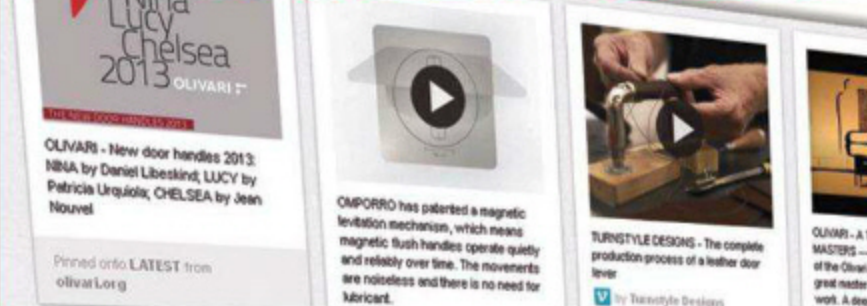 Nina
Lucy
Chelsea
2013 OLIVARI
THE NEW DOOR HANDLES 2013
OLIVARI - New door handles 2013:
NINA by Daniel Libeskind; LUCY by
Patricia Urquiola; CHELSEA by Jean
Nouvel
Pinned onto LATEST from
olivari.org
OMPORRO has patented a magnetic
levitation mechanism, which means
magnetic flush handles operate quietly
and reliably over time. The movements
are noiseless and there is no need for
lubricant.
TURNSTYLE DESIGNS - The complete
production process of a leather door
lever
by Turnstyle Designs
OLIVARI - A
MASTERS —
of the Olivari
great
work. A